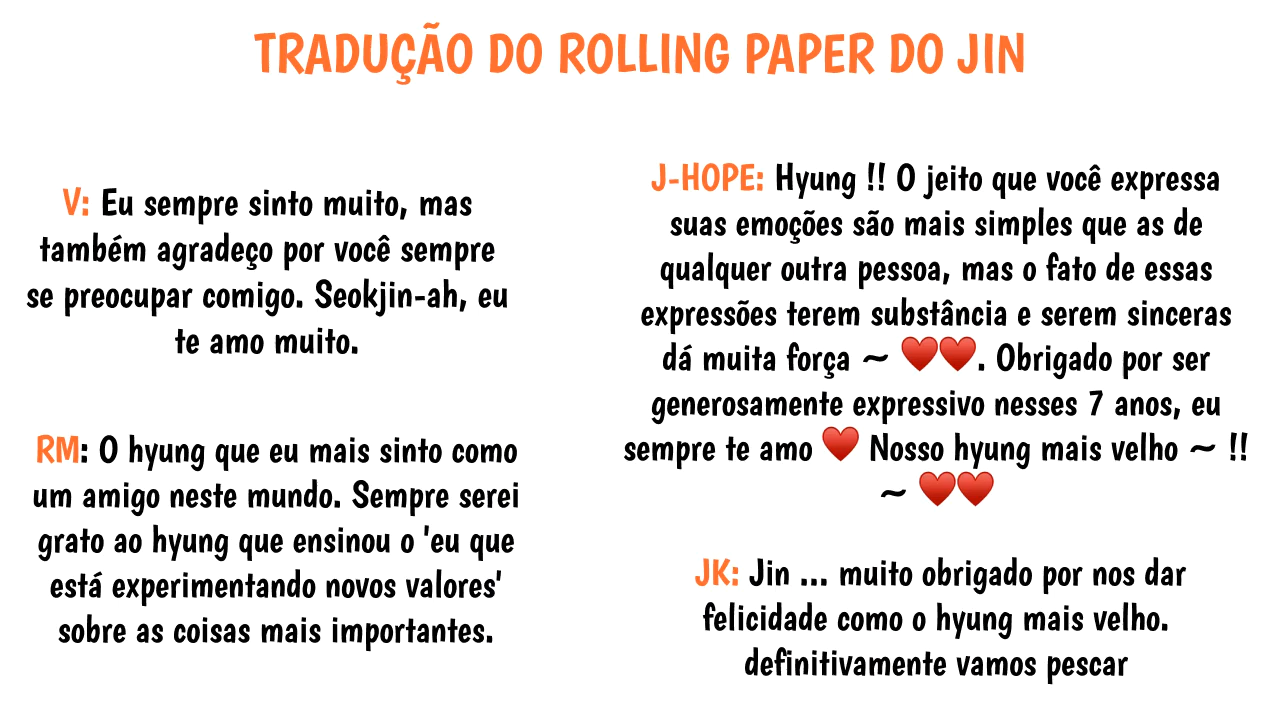 TRADUÇÃO DO ROLLING PAPER DO JIN
V: Eu sempre sinto muito, mas
também agradeço por você sempre
se preocupar comigo. Seokjin-ah, eu
te amo muito.
RM: O hyung que eu mais sinto como
um amigo neste mundo. Sempre serei
grato ao hyung que ensinou o 'eu que
está experimentando novos valores'
sobre as coisas mais importantes.
J-HOPE: Hyung !! O jeito que você expressa
suas emoções são mais simples que as de
qualquer outra pessoa, mas o fato de essas
expressões terem substância e serem sinceras
dá muita força ~ ♥♥. Obrigado por ser
generosamente expressivo nesses 7 anos, eu
sempre te amo ♥ Nosso hyung mais velho ~ !!
~ ♥♥
JK: Jin ... muito obrigado por nos dar
felicidade como o hyung mais velho.
definitivamente vamos pescar